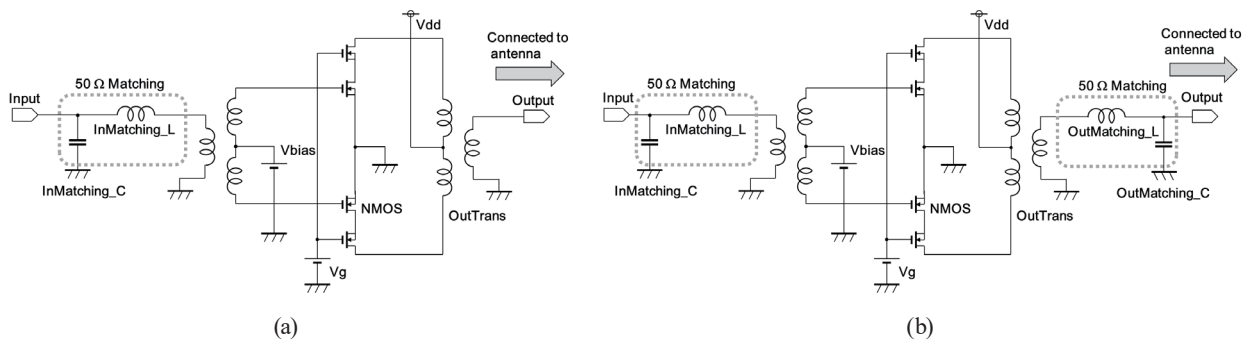 Vdd
Connected to
antenna
50 Ω Matching
Input
Output
InMatching_L
Vbias
InMatching_C
NMOS
OutTrans
Vg
(a)
Vdd
Connected to
antenna
50 Ω Matching
50 Ω Matching
Input
Output
InMatching_L
OutMatching_L
Vbias
InMatching_C
OutMatching_C
NMOS
OutTrans
Vg
(b)